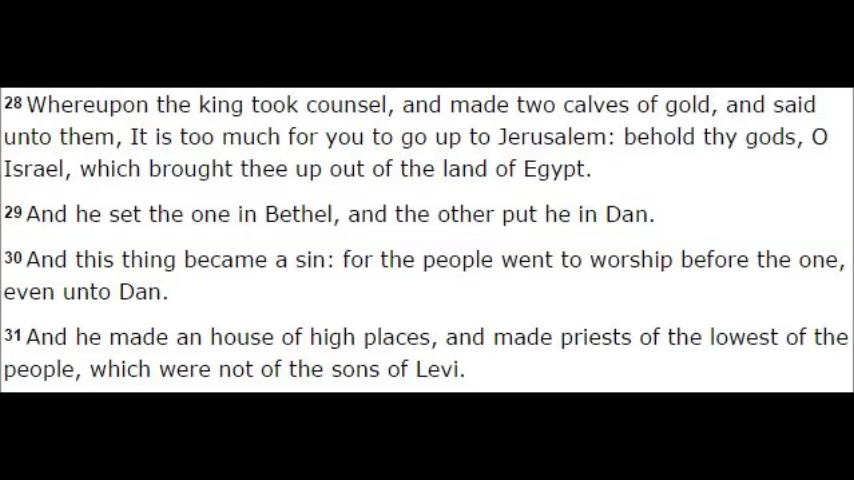 28 Whereupon the king took counsel, and made two calves of gold, and said
unto them, It is too much for you to go up to Jerusalem: behold thy gods, O
Israel, which brought thee up out of the land of Egypt.
29 And he set the one in Bethel, and the other put he in Dan.
30 And this thing became a sin: for the people went to worship before the one,
even unto Dan.
31 And he made an house of high places, and made priests of the lowest of the
people, which were not of the sons of Levi.